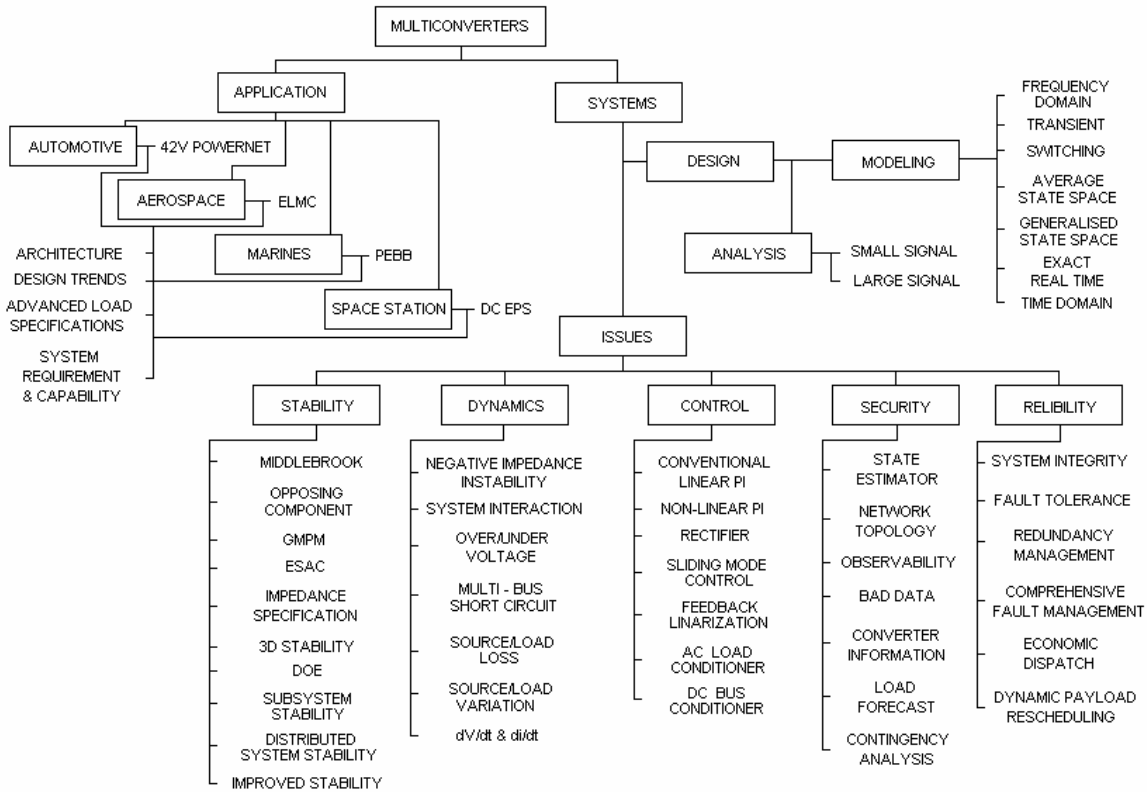 MULTICONVERTERS
APPLICATION
SYSTEMS
AUTOMOTIVE
42V POWERNET
AEROSPACE
ELMC
MARINES
PEBB
SPACE STATION
DC EPS
ARCHITECTURE
DESIGN TRENDS
ADVANCED LOAD
SPECIFICATIONS
SYSTEM
REQUIREMENT
& CAPABILITY
DESIGN
MODELING
FREQUENCY
DOMAIN
TRANSIENT
SWITCHING
AVERAGE
STATE SPACE
GENERALISED
STATE SPACE
EXACT
REAL TIME
TIME DOMAIN
ANALYSIS
SMALL SIGNAL
LARGE SIGNAL
ISSUES
STABILITY
MIDDLEBROOK
OPPOSING
COMPONENT
GMPM
ESAC
IMPEDANCE
SPECIFICATION
3D STABILITY
DOE
SUBSYSTEM
STABILITY
DISTRIBUTED
SYSTEM STABILITY
IMPROVED STABILITY
DYNAMICS
NEGATIVE IMPEDANCE
INSTABILITY
SYSTEM INTERACTION
OVER/UNDER
VOLTAGE
MULTI - BUS
SHORT CIRCUIT
SOURCE/LOAD
LOSS
SOURCE/LOAD
VARIATION
dV/dt & di/dt
CONTROL
CONVENTIONAL
LINEAR PI
NON-LINEAR PI
RECTIFIER
SLIDING MODE
CONTROL
FEEDBACK
LINARIZATION
AC LOAD
CONDITIONER
DC BUS
CONDITIONER
SECURITY
STATE
ESTIMATOR
NETWORK
TOPOLOGY
OBSERVABILITY
BAD DATA
CONVERTER
INFORMATION
LOAD
FORECAST
CONTINGENCY
ANALYSIS
RELIBILITY
SYSTEM INTEGRITY
FAULT TOLERANCE
REDUNDANCY
MANAGEMENT
COMPREHENSIVE
FAULT MANAGEMENT
ECONOMIC
DISPATCH
DYNAMIC PAYLOAD
RESCHEDULING